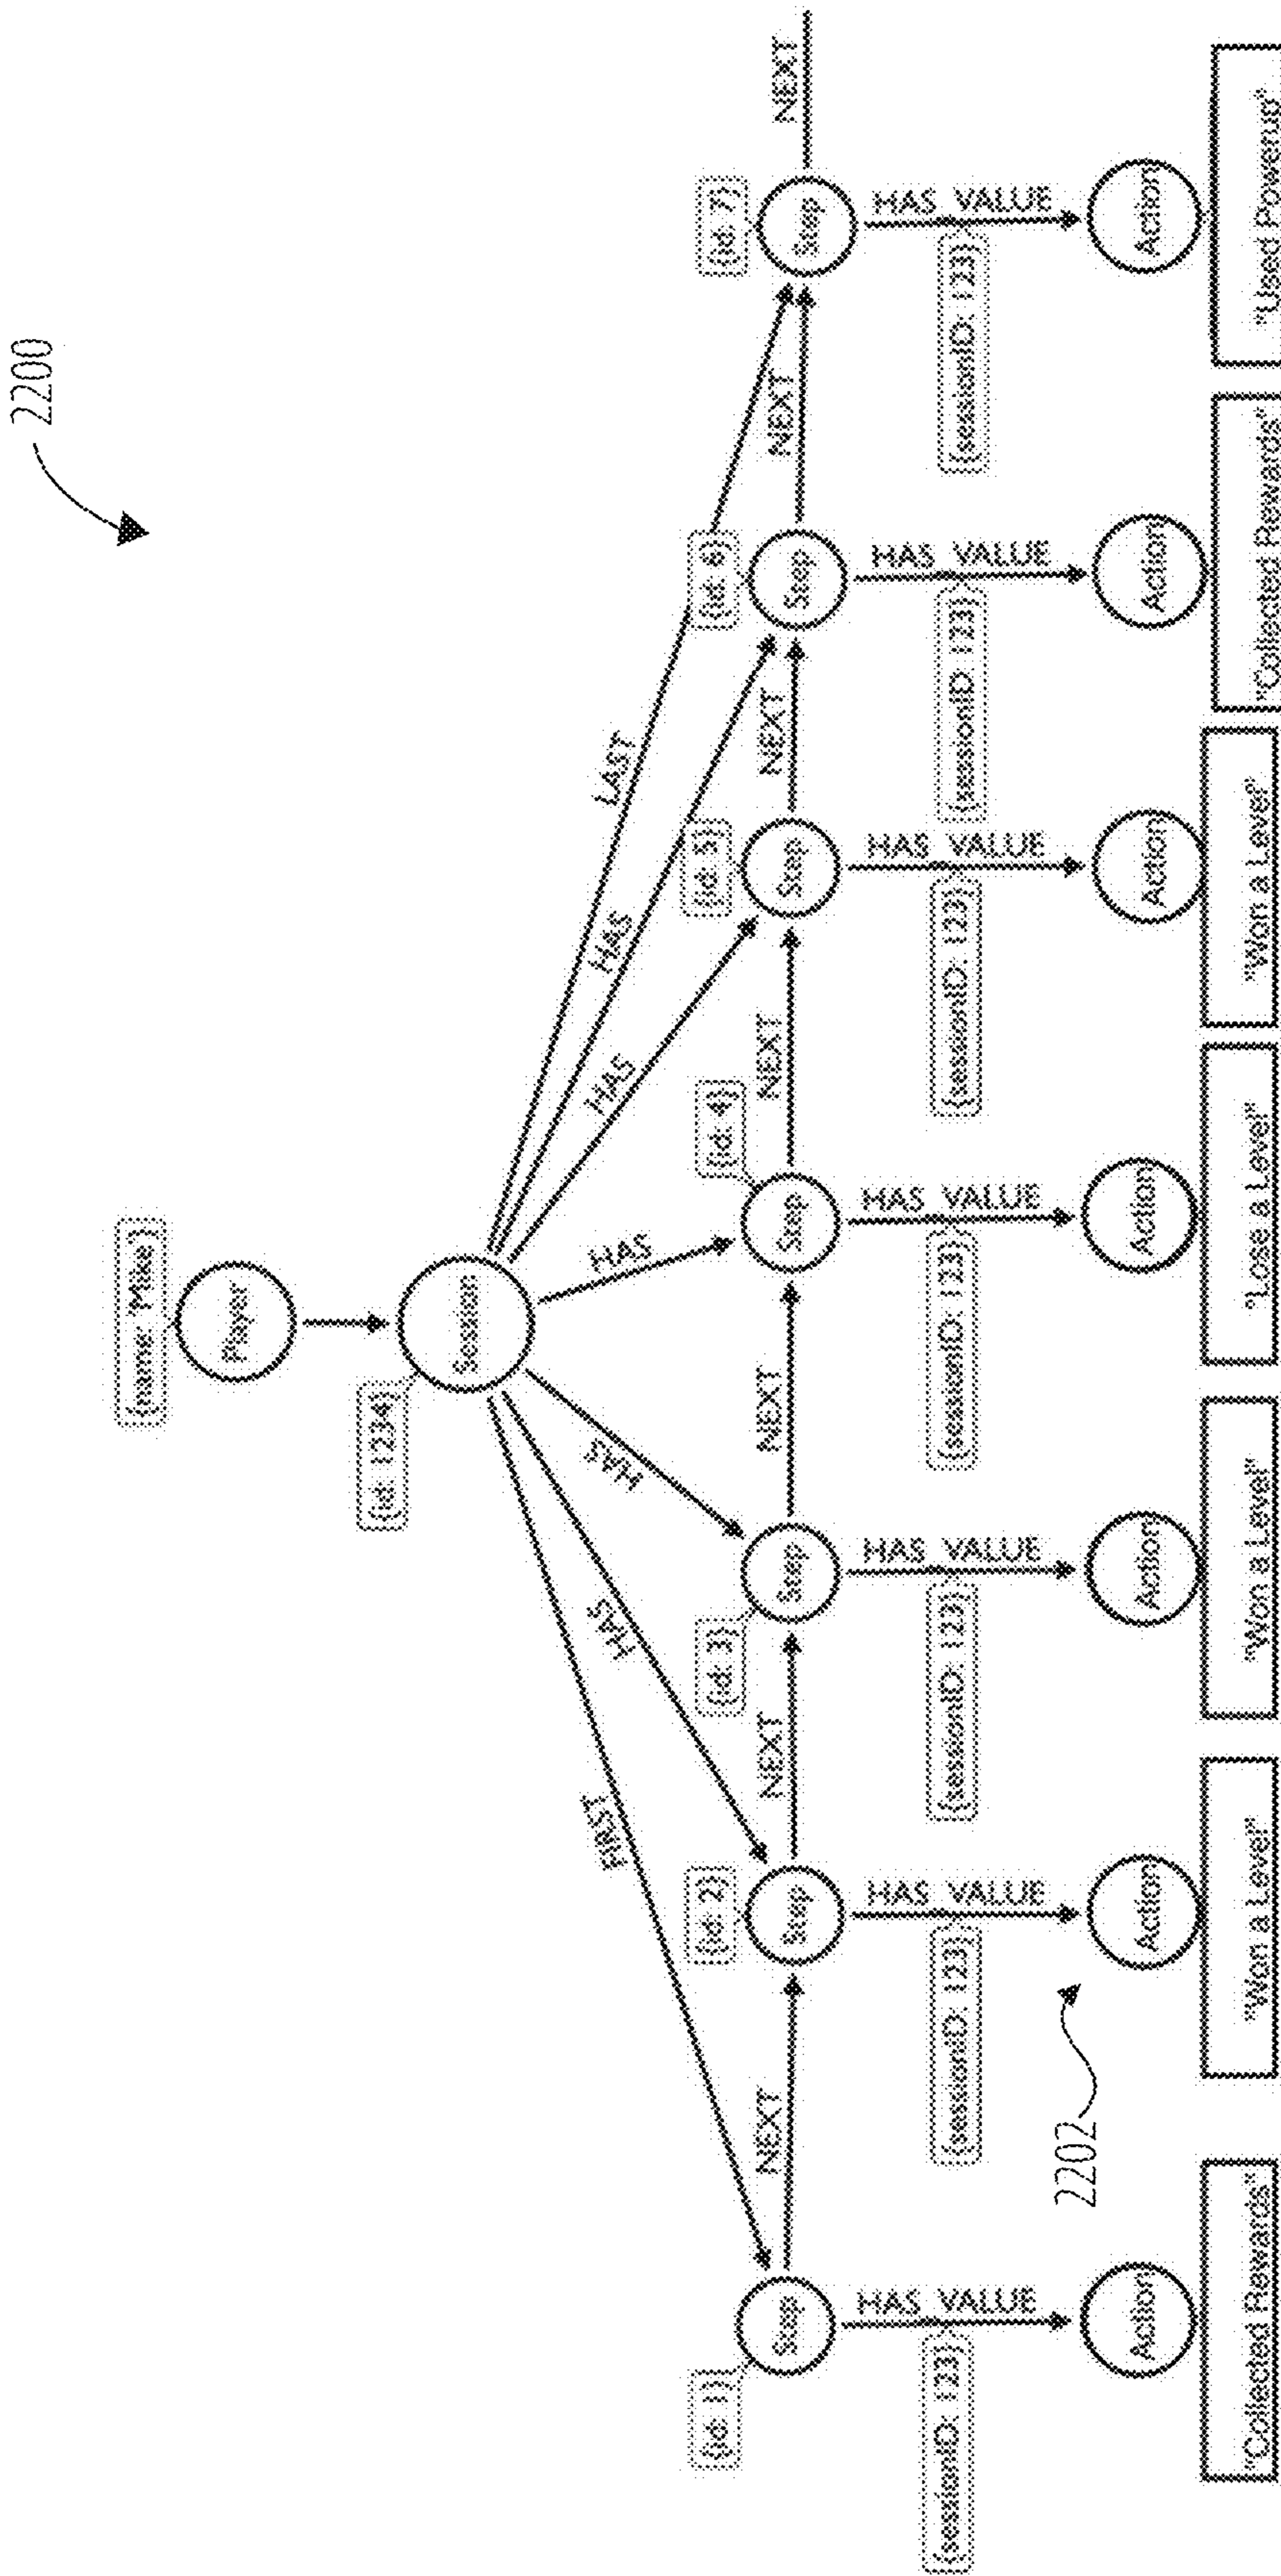 2200
{name: 'Mike'}
Player
{id: 1234}
Session
FIRST
HAS
HAS
HAS
HAS
HAS
LAST
{id: 1}
{id: 2}
{id: 3}
{id: 4}
{id: 5}
{id: 6}
{id: 7}
Step
NEXT
Step
NEXT
Step
NEXT
Step
NEXT
Step
NEXT
Step
NEXT
Step
NEXT
HAS VALUE
HAS VALUE
HAS VALUE
HAS VALUE
HAS VALUE
HAS VALUE
HAS VALUE
{sessionID: 123}
{sessionID: 123}
{sessionID: 123}
{sessionID: 123}
{sessionID: 123}
{sessionID: 123}
{sessionID: 123}
2202
Action
Action
Action
Action
Action
Action
Action
"Collected Rewards"
"Won a Level"
"Won a Level"
"Lose a Level"
"Won a Level"
"Collected Rewards"
"Used Powerup"